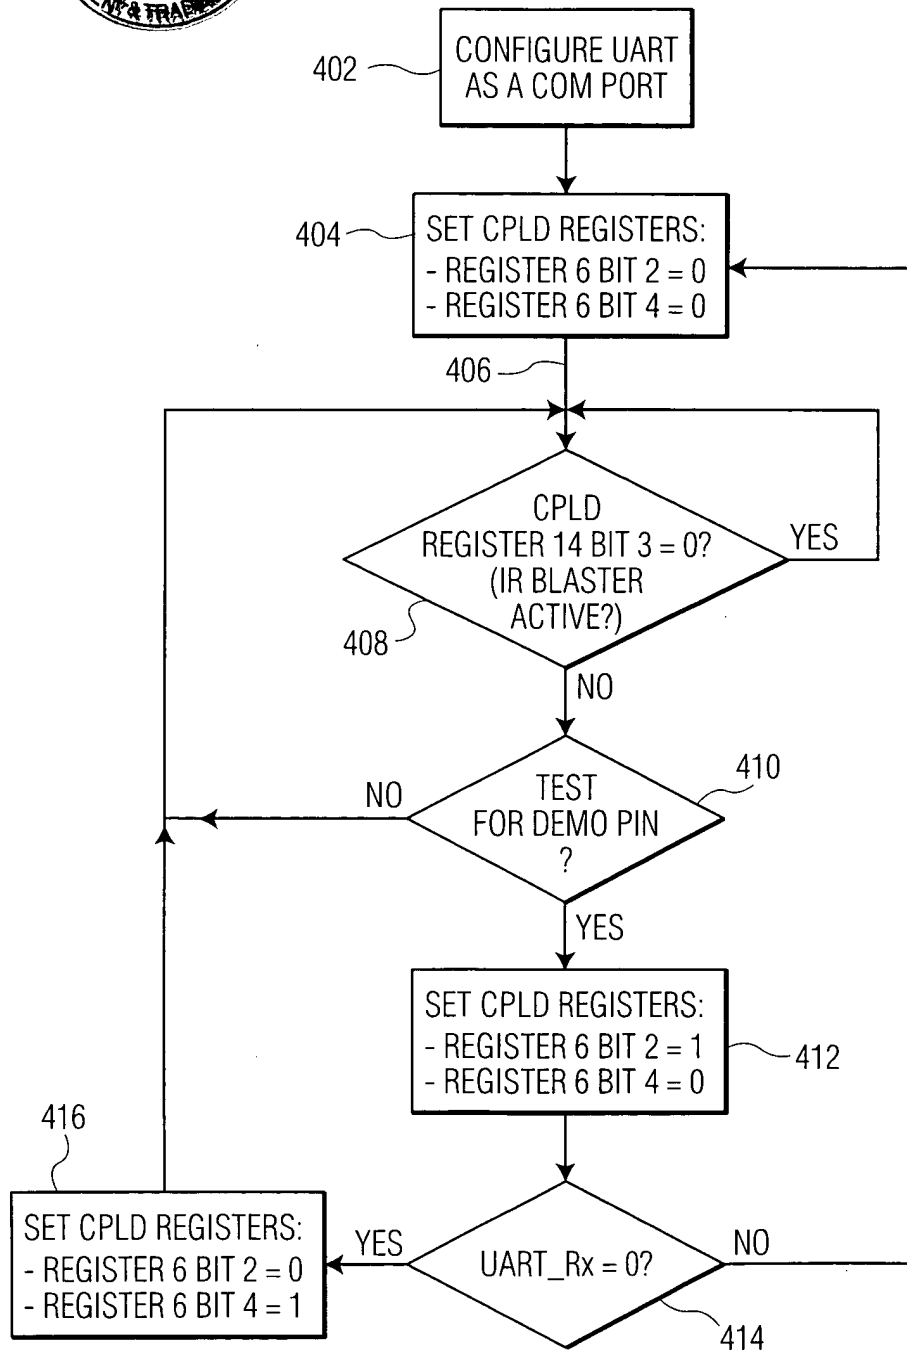 ENT & TRA
402
CONFIGURE UART
AS A COM PORT
404
SET CPLD REGISTERS:
- REGISTER 6 BIT 2 = 0
- REGISTER 6 BIT 4 = 0
406
CPLD
REGISTER 14 BIT 3 = 0?
(IR BLASTER
ACTIVE?)
YES
408
NO
410
TEST
FOR DEMO PIN
?
NO
YES
SET CPLD REGISTERS:
- REGISTER 6 BIT 2 = 1
- REGISTER 6 BIT 4 = 0
412
416
SET CPLD REGISTERS:
- REGISTER 6 BIT 2 = 0
- REGISTER 6 BIT 4 = 1
YES
UART_Rx = 0?
NO
414